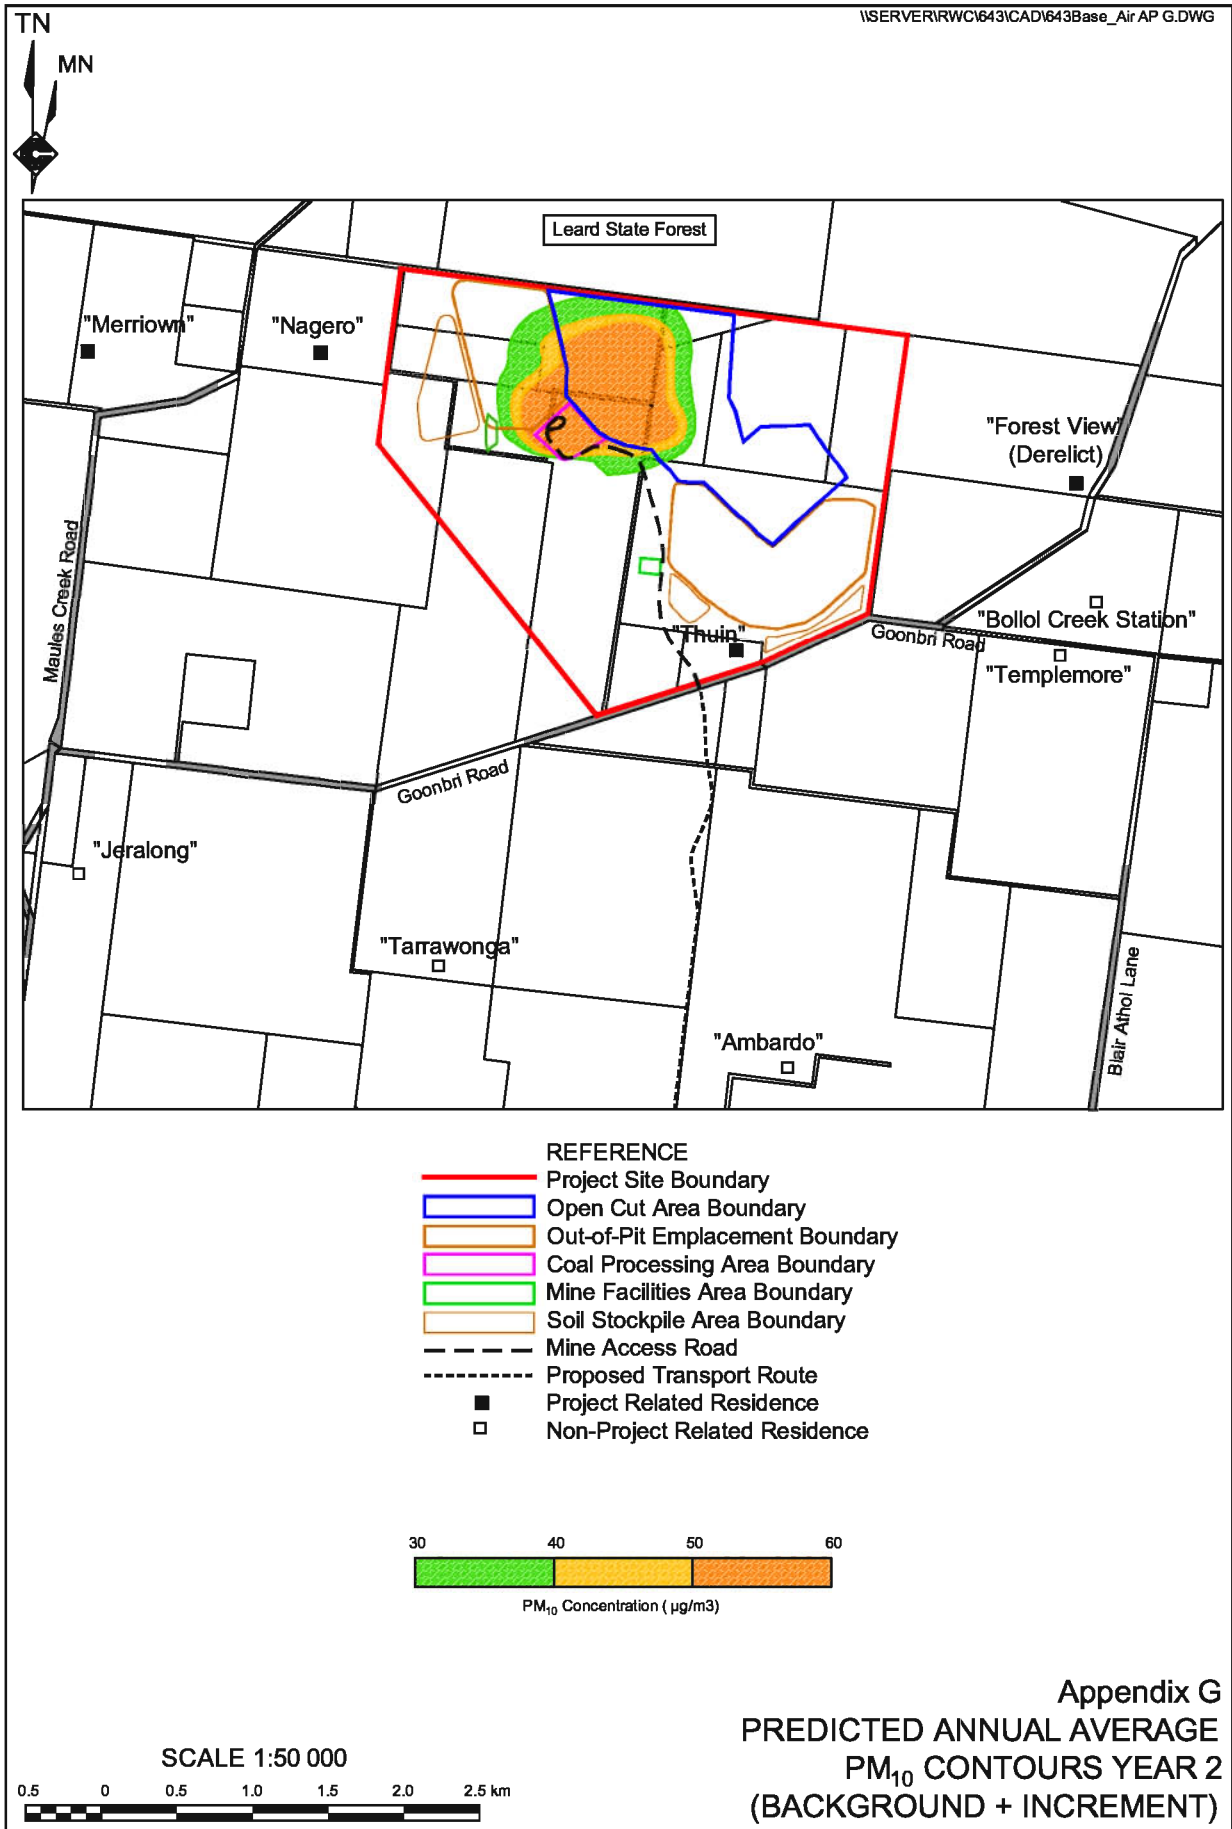 \\SERVER\RWC\643\CAD\643Base_Air AP G.DWG
TN
MN
Leard State Forest
"Merriown"
"Nagero"
"Forest View"
(Derelict)
Maules Creek Road
"Thuin"
Goonbri Road
"Bollol Creek Station"
"Templemore"
Goonbri Road
"Jeralong"
"Tarrawonga"
"Ambardo"
Blair Athol Lane
REFERENCE
Project Site Boundary
Open Cut Area Boundary
Out-of-Pit Emplacement Boundary
Coal Processing Area Boundary
Mine Facilities Area Boundary
Soil Stockpile Area Boundary
Mine Access Road
Proposed Transport Route
Project Related Residence
Non-Project Related Residence
30 40 50 60
PM10 Concentration ( µg/m3)
Appendix G
PREDICTED ANNUAL AVERAGE
PM10 CONTOURS YEAR 2
(BACKGROUND + INCREMENT)
SCALE 1:50 000
0.5 0 0.5 1.0 1.5 2.0 2.5 km